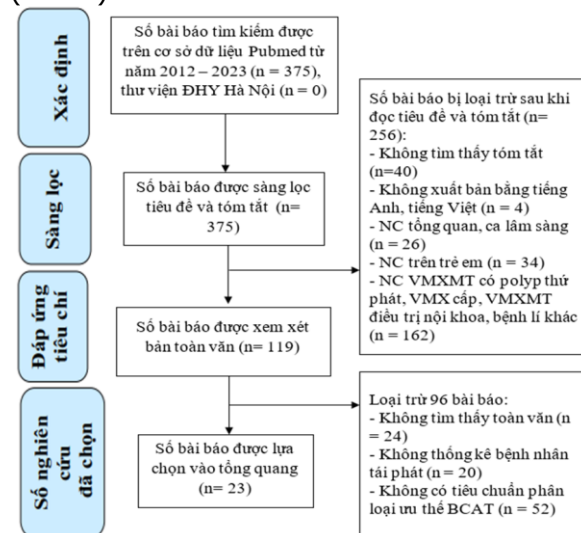 Xác định
Số bài báo tìm kiếm được
trên cơ sở dữ liệu Pubmed từ
năm 2012 – 2023 (n = 375),
thư viện ĐHY Hà Nội (n = 0)
Sàng lọc
Số bài báo được sàng lọc
tiêu đề và tóm tắt (n=
375)
Số bài báo bị loại trừ sau khi
đọc tiêu đề và tóm tắt (n=
256):
- Không tìm thấy tóm tắt
(n=40)
- Không xuất bản bằng tiếng
Anh, tiếng Việt (n = 4)
- NC tổng quan, ca lâm sàng
(n = 26)
- NC trên trẻ em (n = 34)
- NC VMXMT có polyp thứ
phát, VMX cấp, VMXMT
điều trị nội khoa, bệnh lí khác
(n = 162)
Đáp ứng
tiêu chí
Số bài báo được xem xét
bản toàn văn (n= 119)
Số nghiên
cứu
đã chọn
Số bài báo được lựa
chọn vào tổng quang
(n= 23)
Loại trừ 96 bài báo:
- Không tìm thấy toàn văn (n
= 24)
- Không thống kê bệnh nhân
tái phát (n = 20)
- Không có tiêu chuẩn phân
loại ưu thế BCAT (n = 52)